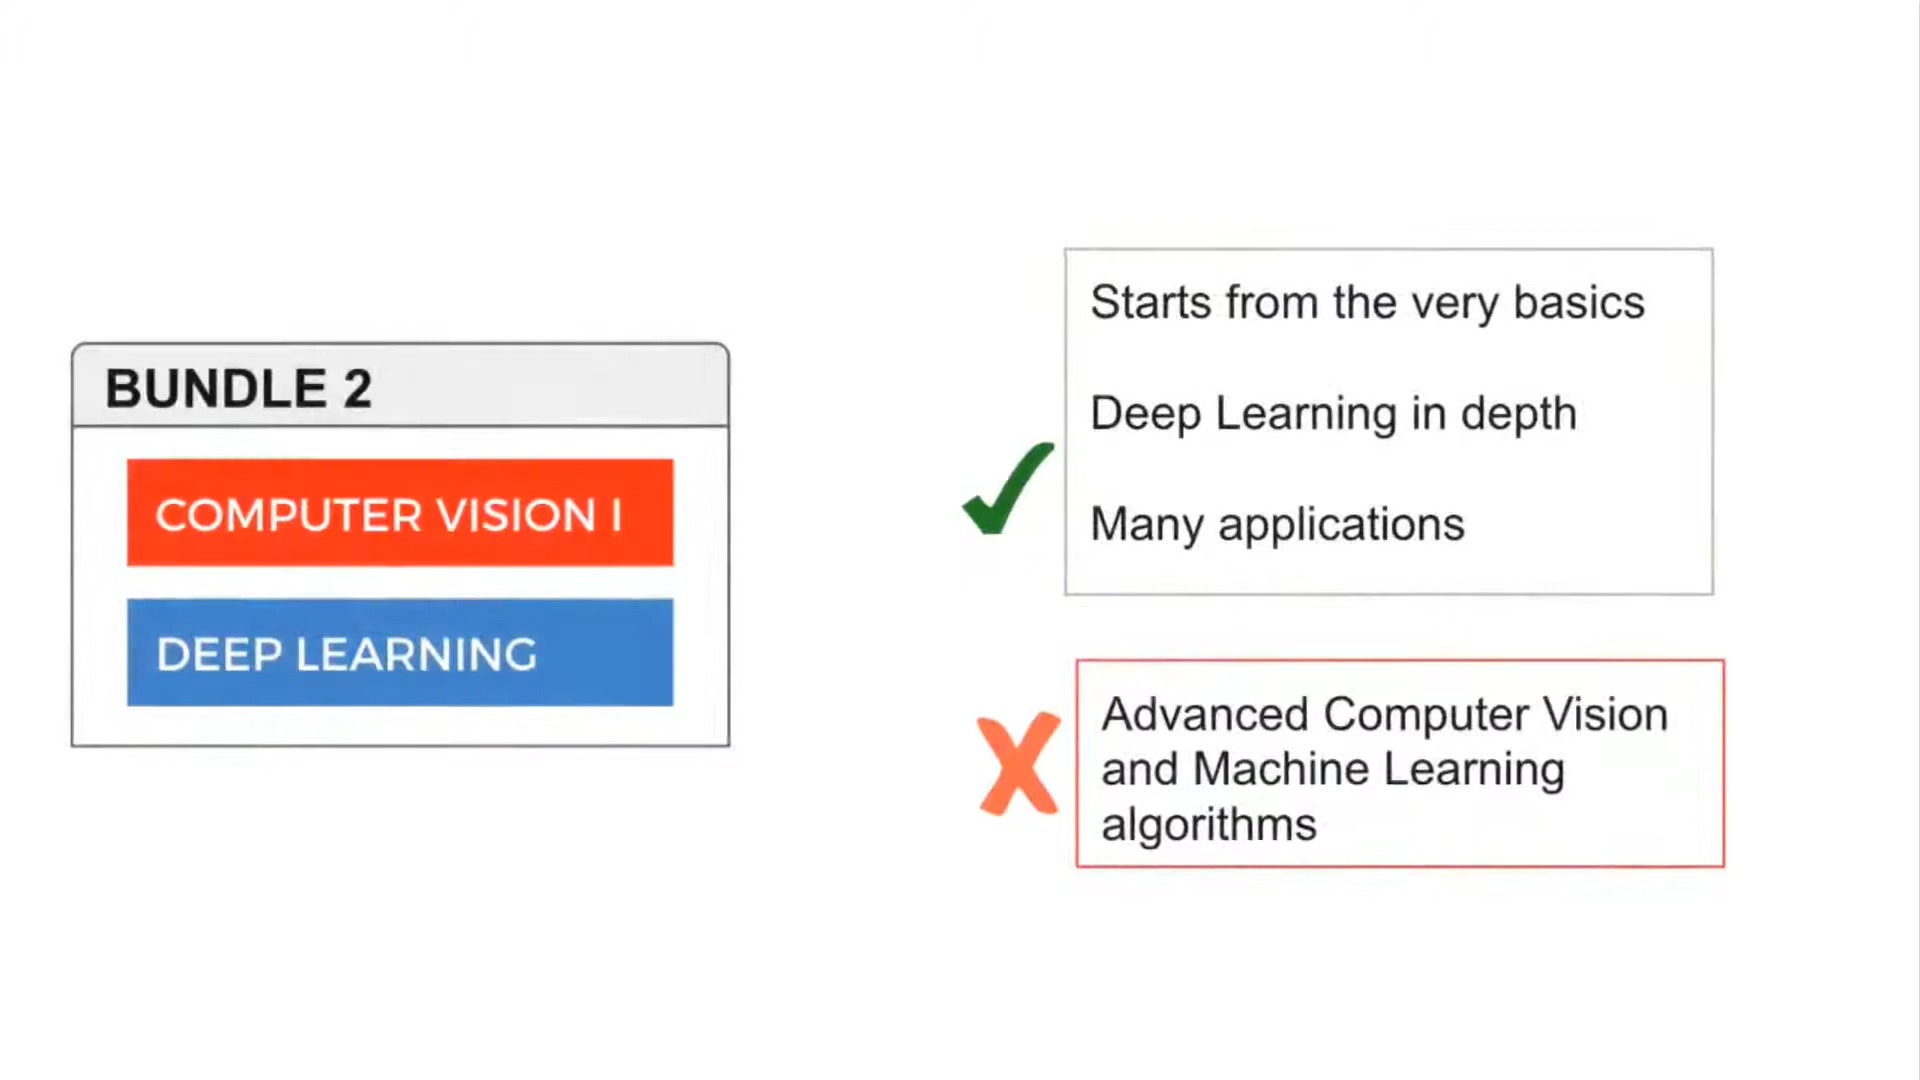 BUNDLE 2
COMPUTER VISION I
DEEP LEARNING
Starts from the very basics
Deep Learning in depth
Many applications
Advanced Computer Vision
and Machine Learning
algorithms